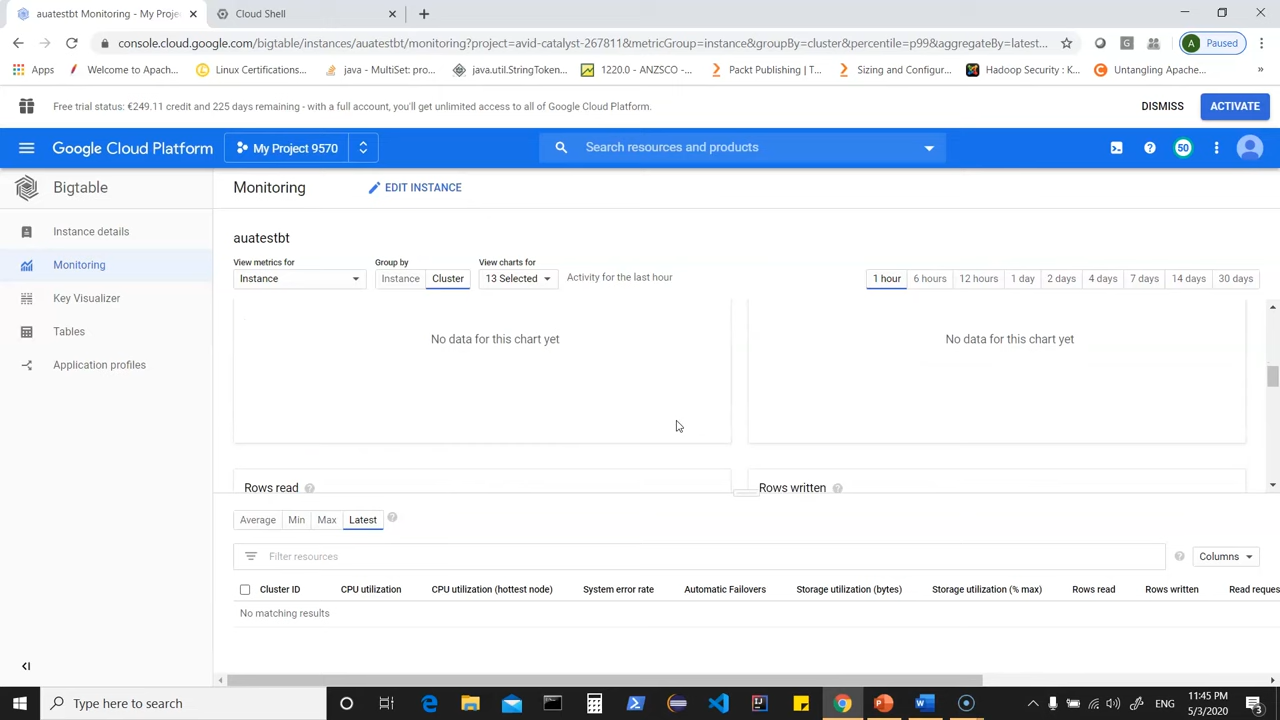 auatestbt Monitoring - My Proje
Cloud Shell
console.cloud.google.com/bigtable/instances/auatestbt/monitoring?project=avid-catalyst-267811&metricGroup=instance&groupBy=cluster&percentile=p99&aggregateBy=latest...
A Paused
Apps
Welcome to Apach...
Linux Certifications...
java - MultiSet: pro...
java.util.StringToken...
1220.0 - ANZSCO -...
Packt Publishing | T...
Sizing and Configur...
Hadoop Security : K...
Untangling Apache...
Free trial status: €249.11 credit and 225 days remaining - with a full account, you'll get unlimited access to all of Google Cloud Platform.
DISMISS
ACTIVATE
Google Cloud Platform
My Project 9570
Search resources and products
50
Bigtable
Monitoring
EDIT INSTANCE
Instance details
Monitoring
Key Visualizer
Tables
Application profiles
auatestbt
View metrics for
Group by
View charts for
Instance
Instance
Cluster
13 Selected
Activity for the last hour
1 hour
6 hours
12 hours
1 day
2 days
4 days
7 days
14 days
30 days
No data for this chart yet
No data for this chart yet
Rows read
Rows written
Average
Min
Max
Latest
Filter resources
Columns
Cluster ID
CPU utilization
CPU utilization (hottest node)
System error rate
Automatic Failovers
Storage utilization (bytes)
Storage utilization (% max)
Rows read
Rows written
Read reques
No matching results
Type here to search
ENG
11:45 PM
5/3/2020
3